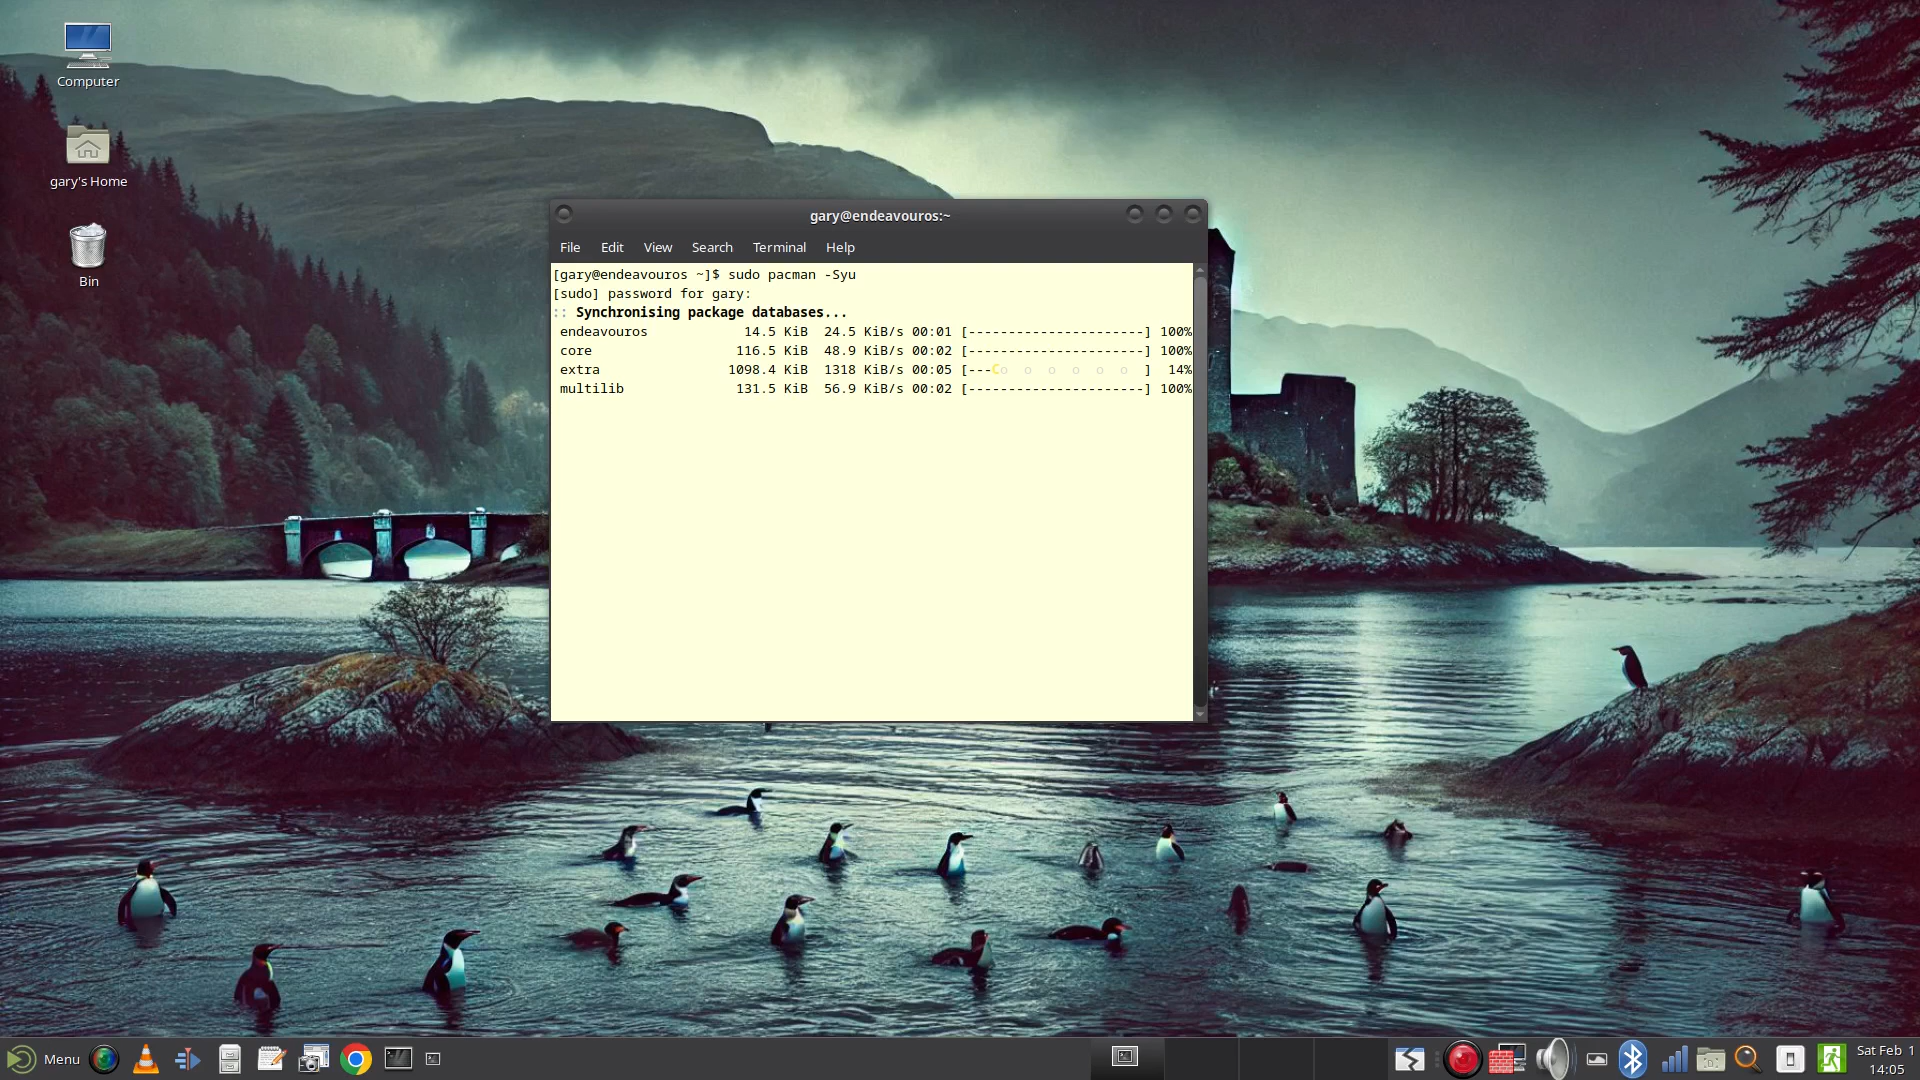 Computer
gary's Home
Bin
gary@endeavouros:~
File Edit View Search Terminal Help
[gary@endeavouros ~]$ sudo pacman -Syu
[sudo] password for gary:
:: Synchronising package databases...
endeavouros 14.5 KiB 24.5 KiB/s 00:01 [----------------------] 100%
core 116.5 KiB 48.9 KiB/s 00:02 [----------------------] 100%
extra 1098.4 KiB 1318 KiB/s 00:05 [---Co  o  o  o  o  o  ] 14%
multilib 131.5 KiB 56.9 KiB/s 00:02 [----------------------] 100%
Menu
Sat Feb 1
14:05